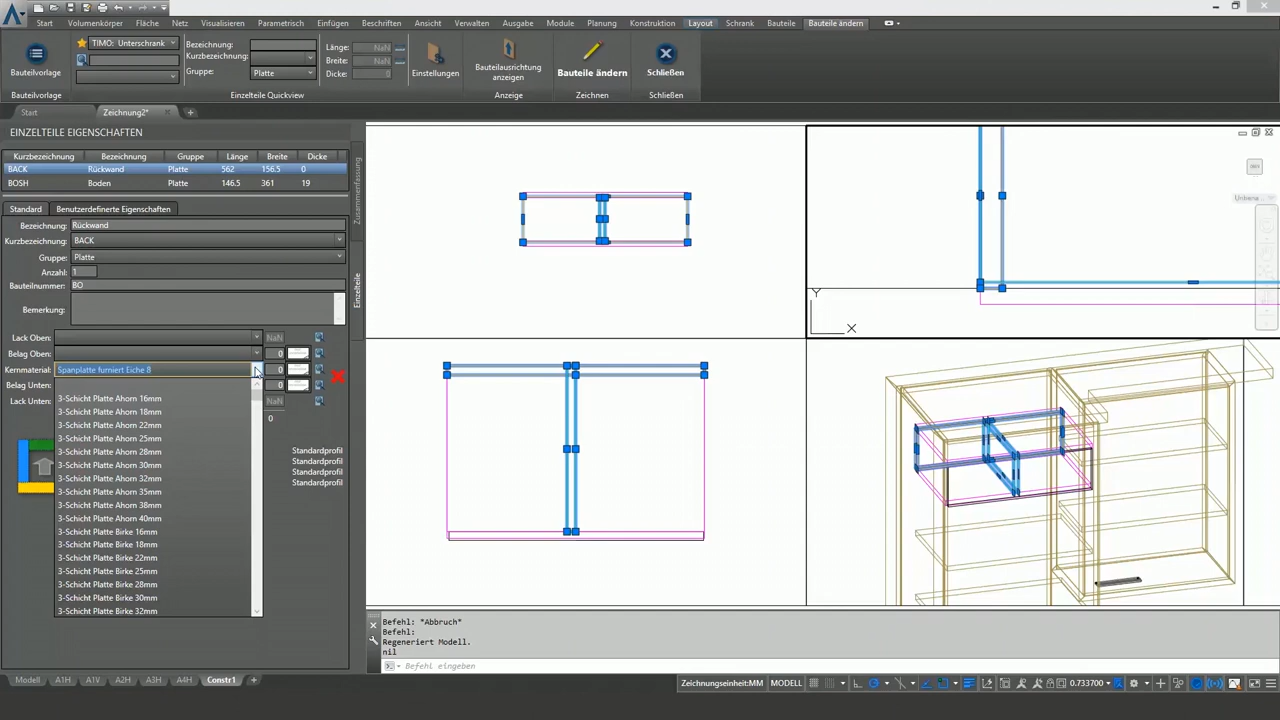 Start Volumenkörper Fläche Netz Visualisieren Parametrisch Einfügen Beschriften Ansicht Verwalten Ausgabe Module Planung Konstruktion Layout Schrank Bauteile Bauteile ändern
TIMO: Unterschrank Bezeichnung: Länge: NaN
Kurzbezeichnung: Breite: NaN
Gruppe: Platte Dicke: 0
Bauteilvorlage Einstellungen Bauteilausrichtung anzeigen Bauteile ändern Schließen
Bauteilvorlage Einzelteile Quickview Anzeige Zeichnen Schließen
Start Zeichnung2*
EINZELTEILE EIGENSCHAFTEN
Kurzbezeichnung Bezeichnung Gruppe Länge Breite Dicke
BACK Rückwand Platte 562 156.5 0
BOSH Boden Platte 146.5 361 19
Zusammenfassung
Einzelteile
Standard Benutzerdefinierte Eigenschaften
Bezeichnung: Rückwand
Kurzbezeichnung: BACK
Gruppe: Platte
Anzahl: 1
Bauteilnummer: BO
Bemerkung:
Lack Oben: NaN
Belag Oben: 0
Kernmaterial: Spanplatte furniert Eiche 8 0
Belag Unten: 0
Lack Unten: NaN
0
3-Schicht Platte Ahorn 16mm
3-Schicht Platte Ahorn 18mm
3-Schicht Platte Ahorn 22mm
3-Schicht Platte Ahorn 25mm
3-Schicht Platte Ahorn 28mm
3-Schicht Platte Ahorn 30mm
3-Schicht Platte Ahorn 32mm
3-Schicht Platte Ahorn 35mm
3-Schicht Platte Ahorn 38mm
3-Schicht Platte Ahorn 40mm
3-Schicht Platte Birke 16mm
3-Schicht Platte Birke 18mm
3-Schicht Platte Birke 22mm
3-Schicht Platte Birke 25mm
3-Schicht Platte Birke 28mm
3-Schicht Platte Birke 30mm
3-Schicht Platte Birke 32mm
Standardprofil
Standardprofil
Standardprofil
Standardprofil
Y
X
Befehl: *Abbruch*
Befehl:
Regeneriert Modell.
nil
Befehl eingeben
Modell A1H A1V A2H A3H A4H Constr1
Zeichnungseinheit:MM MODELL 0.733700